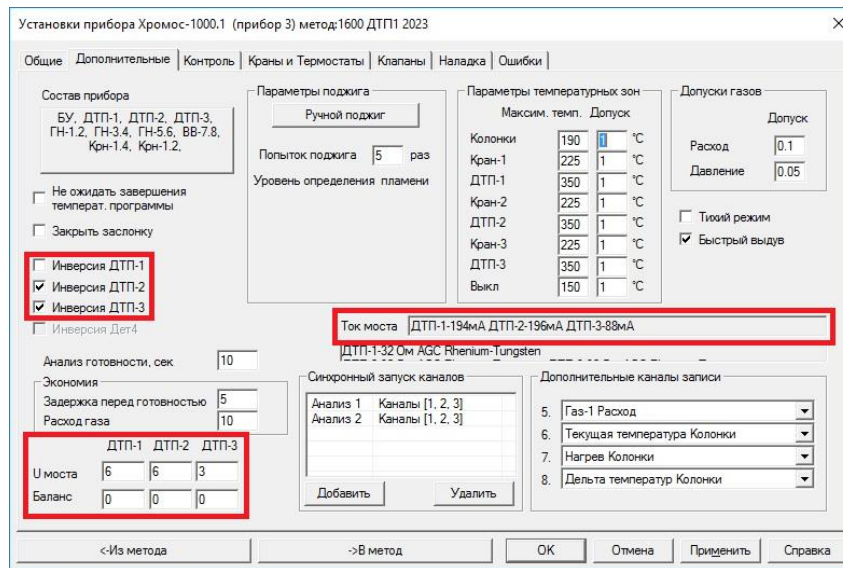 Установки прибора Хромос-1000.1 (прибор 3) метод:1600 ДТП1 2023
Общие Дополнительные Контроль Краны и Термостаты Клапаны Наладка Ошибки
Состав прибора
БУ, ДТП-1, ДТП-2, ДТП-3,
ГН-1.2, ГН-3.4, ГН-5.6, ВВ-7.8,
Крн-1.4, Крн-1.2,
Не ожидать завершения
температ. программы
Закрыть заслонку
Инверсия ДТП-1
Инверсия ДТП-2
Инверсия ДТП-3
Инверсия Дет4
Анализ готовности, сек 10
Экономия
Задержка перед готовностью 5
Расход газа 10
ДТП-1 ДТП-2 ДТП-3
U моста 6 6 3
Баланс 0 0 0
Параметры поджига
Ручной поджиг
Попыток поджига 5 раз
Уровень определения пламени
Параметры температурных зон
Максим. темп. Допуск
Колонки 190 1 °C
Кран-1 225 1 °C
ДТП-1 350 1 °C
Кран-2 225 1 °C
ДТП-2 350 1 °C
Кран-3 225 1 °C
ДТП-3 350 1 °C
Выкл 150 1 °C
Допуски газов
Допуск
Расход 0.1
Давление 0.05
Тихий режим
Быстрый выдув
Ток моста ДТП-1-194мА ДТП-2-196мА ДТП-3-88мА
ДТП-1-32 Ом AGC Rhenium-Tungsten
Синхронный запуск каналов
Анализ 1 Каналы [1, 2, 3]
Анализ 2 Каналы [1, 2, 3]
Добавить Удалить
Дополнительные каналы записи
5. Газ-1 Расход
6. Текущая температура Колонки
7. Нагрев Колонки
8. Дельта температур Колонки
<-Из метода ->В метод OK Отмена Применить Справка